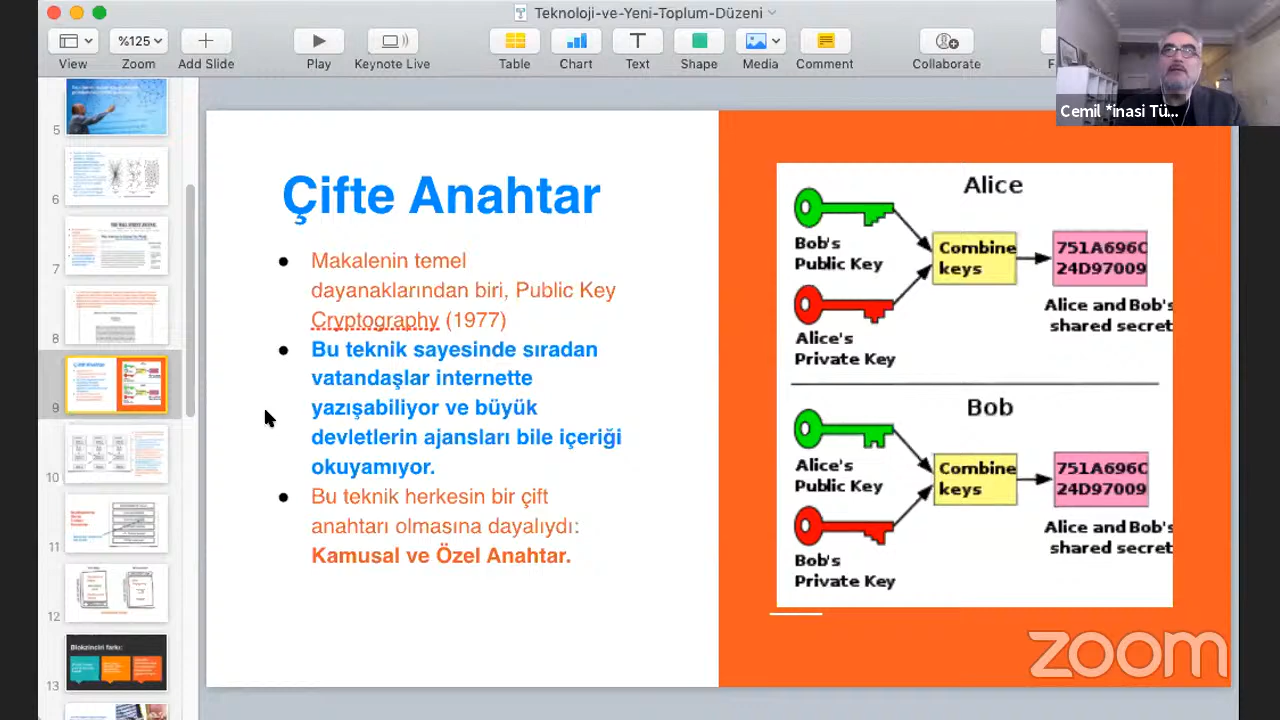 Teknoloji-ve-Yeni-Toplum-Düzeni
%125
View
Zoom
Add Slide
Play
Keynote Live
Table
Chart
Text
Shape
Media
Comment
Collaborate
F
Cemil *inasi Tü...
5
6
7
8
9
10
11
12
13
Blokzinciri farkı:
Çifte Anahtar
Makalenin temel
dayanaklarından biri, Public Key
Cryptography (1977)
Bu teknik sayesinde sıradan
vatandaşlar internette
yazışabiliyor ve büyük
devletlerin ajansları bile içeriği
okuyamıyor.
Bu teknik herkesin bir çift
anahtarı olmasına dayalıydı:
Kamusal ve Özel Anahtar.
Alice
Bob's
Public Key
Combine
keys
751A696C
24D97009
Alice's
Private Key
Alice and Bob's
shared secret
Bob
Alice's
Public Key
Combine
keys
751A696C
24D97009
Bob's
Private Key
Alice and Bob's
shared secret
zoom